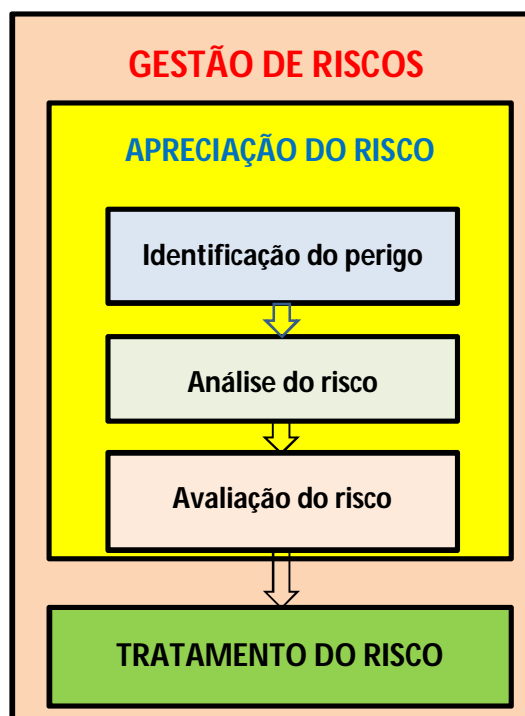 GESTÃO DE RISCOS
APRECIAÇÃO DO RISCO
Identificação do perigo
Análise do risco
Avaliação do risco
TRATAMENTO DO RISCO